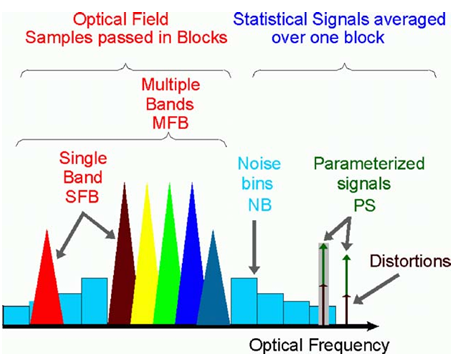 Optical Field
Samples passed in Blocks
Statistical Signals averaged
over one block
Multiple
Bands
MFB
Single
Band
SFB
Noise
bins
NB
Parameterized
signals
PS
Distortions
Optical Frequency